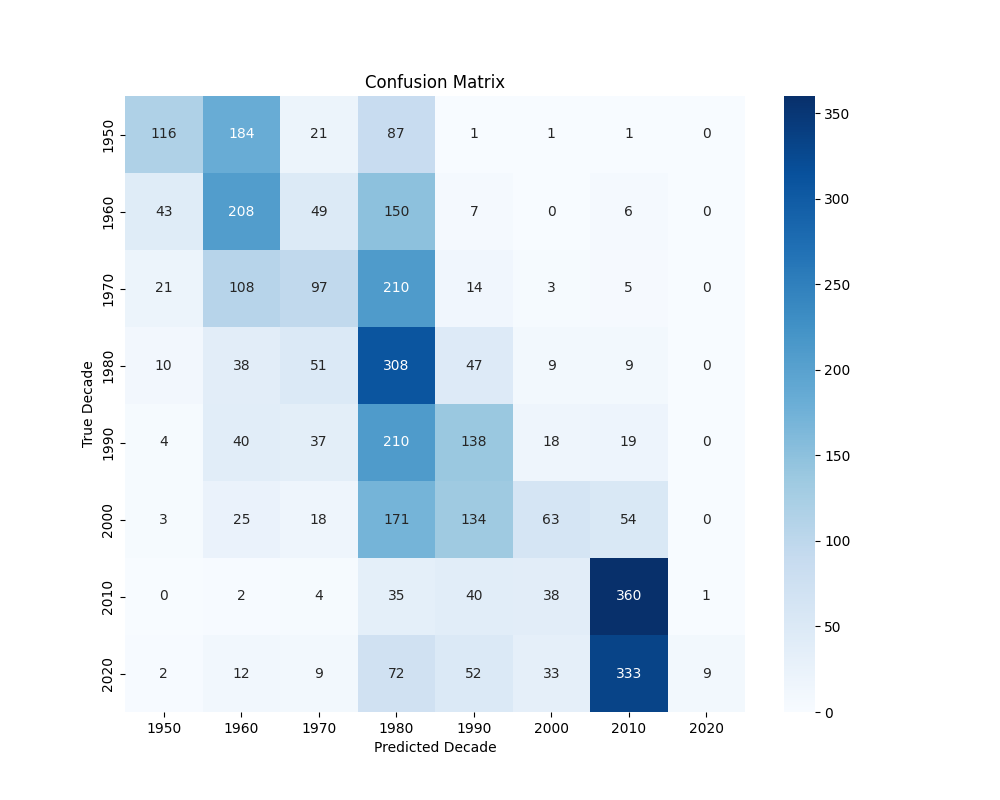 Confusion Matrix
True Decade
1950 116 184 21 87 1 1 1 0
1960 43 208 49 150 7 0 6 0
1970 21 108 97 210 14 3 5 0
1980 10 38 51 308 47 9 9 0
1990 4 40 37 210 138 18 19 0
2000 3 25 18 171 134 63 54 0
2010 0 2 4 35 40 38 360 1
2020 2 12 9 72 52 33 333 9
1950 1960 1970 1980 1990 2000 2010 2020
Predicted Decade
350
300
250
200
150
100
50
0